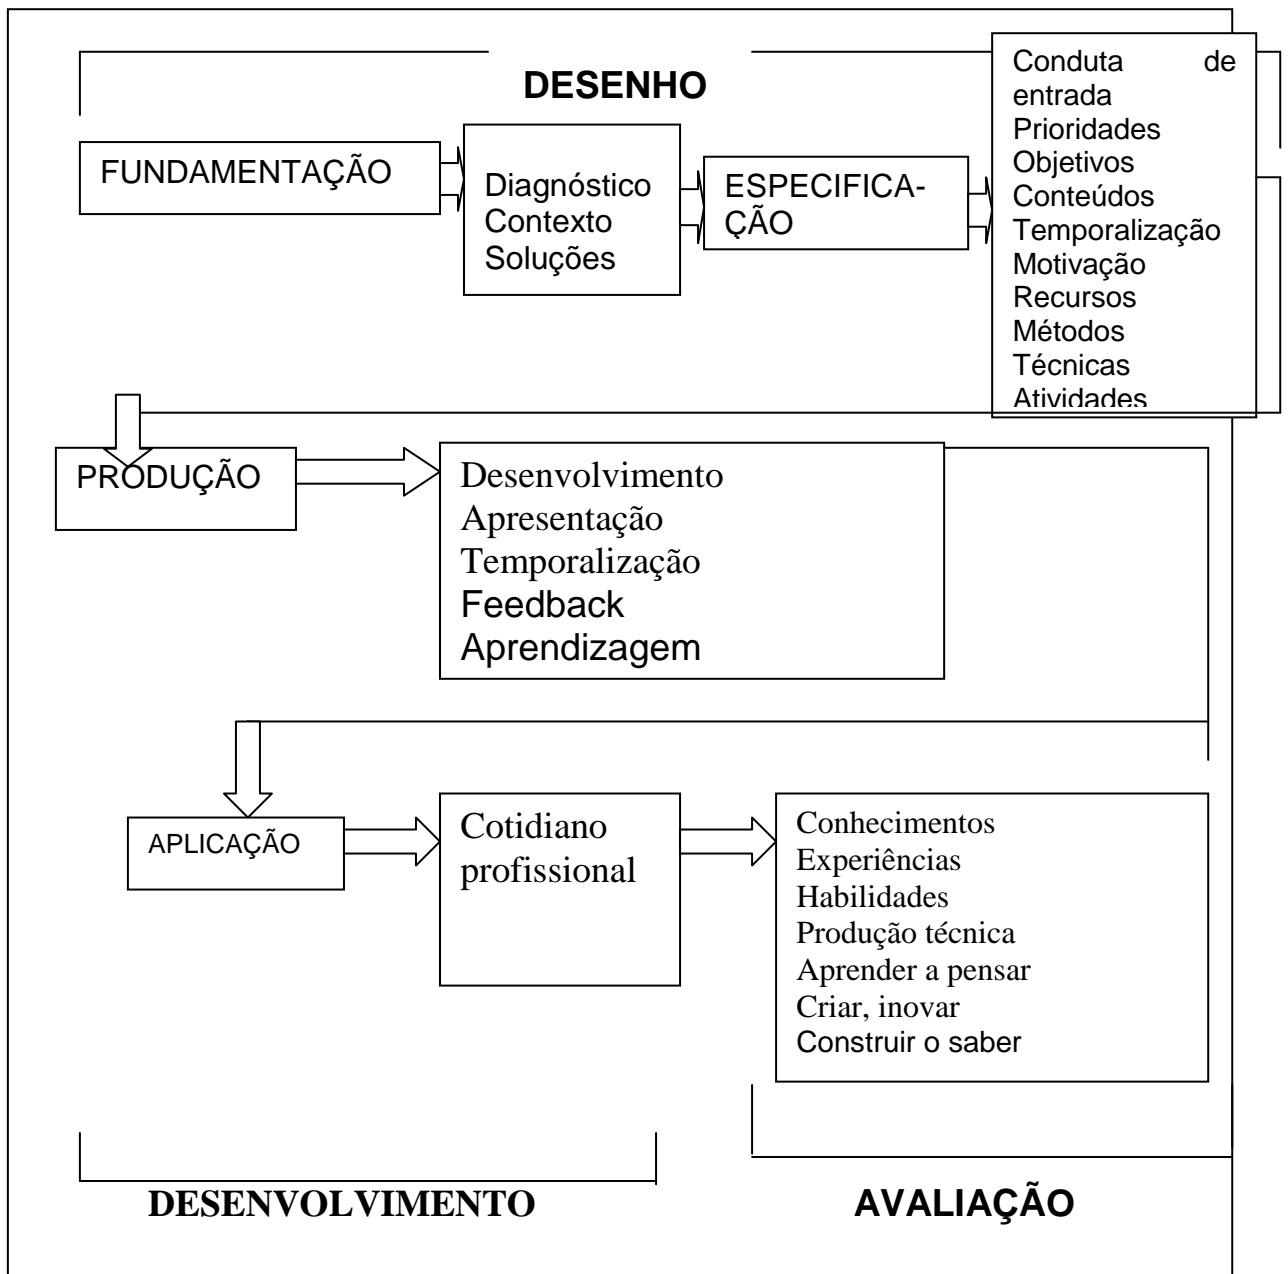 DESENHO
FUNDAMENTAÇÃO
Diagnóstico
Contexto
Soluções
ESPECIFICA-
ÇÃO
Conduta de
entrada
Prioridades
Objetivos
Conteúdos
Temporalização
Motivação
Recursos
Métodos
Técnicas
Atividades
PRODUÇÃO
Desenvolvimento
Apresentação
Temporalização
Feedback
Aprendizagem
APLICAÇÃO
Cotidiano
profissional
Conhecimentos
Experiências
Habilidades
Produção técnica
Aprender a pensar
Criar, inovar
Construir o saber
DESENVOLVIMENTO
AVALIAÇÃO